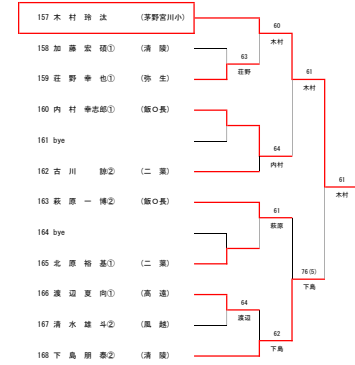 157 木 村 玲 汰 (茅野宮川小)
60
木村
158 加 藤 宏 碩① (清 陵)
63
荘野
159 荘 野 幸 也① (弥 生)
61
木村
160 内 村 幸志郎① (飯O長)
161 bye
64
内村
162 古 川 諒② (二 葉)
61
木村
163 萩 原 一 博② (飯O長)
61
萩原
164 bye
165 北 原 裕 基① (二 葉)
76(5)
下島
166 渡 辺 夏 向① (高 遠)
64
渡辺
167 清 水 雄 斗② (風 越)
62
下島
168 下 島 朋 泰② (清 陵)